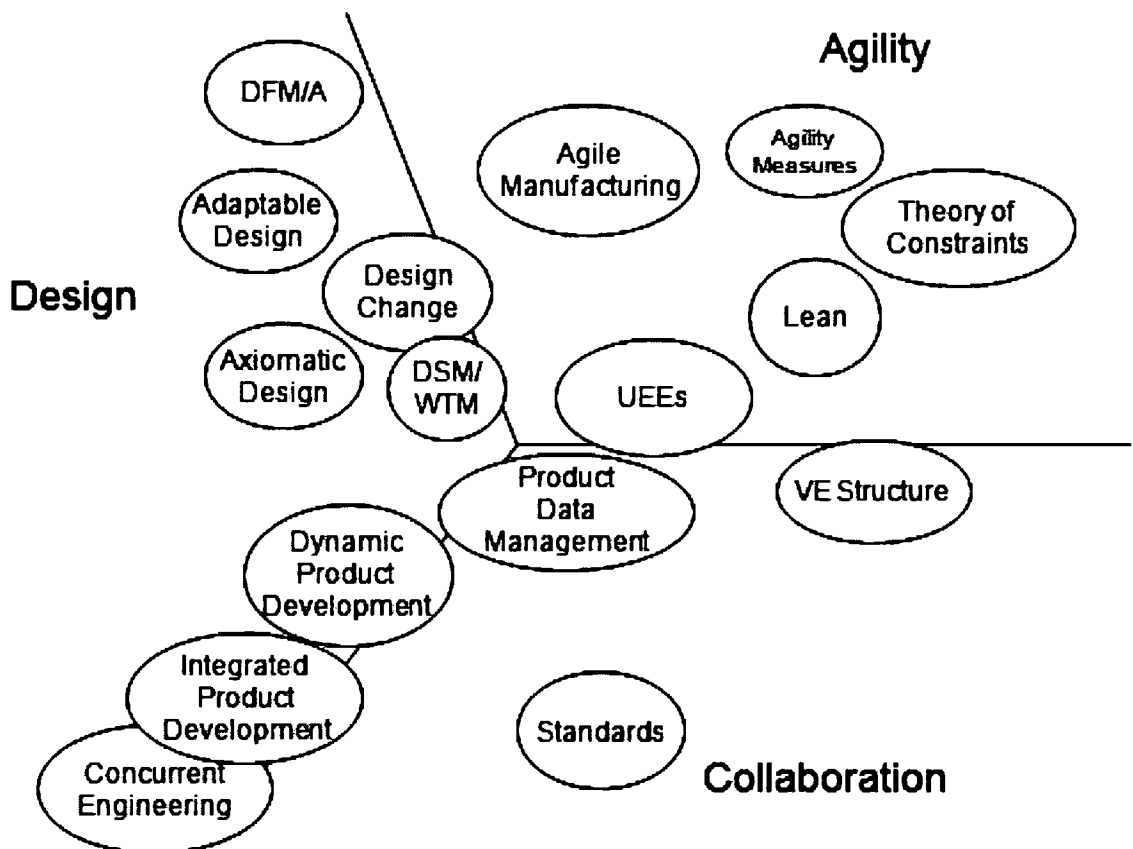 Agility
DFM/A
Agile
Manufacturing
Agility
Measures
Adaptable
Design
Theory of
Constraints
Design
Design
Change
Lean
Axiomatic
Design
DSM/
WTM
UEEs
Product
Data
Management
VE Structure
Dynamic
Product
Development
Integrated
Product
Development
Standards
Concurrent
Engineering
Collaboration